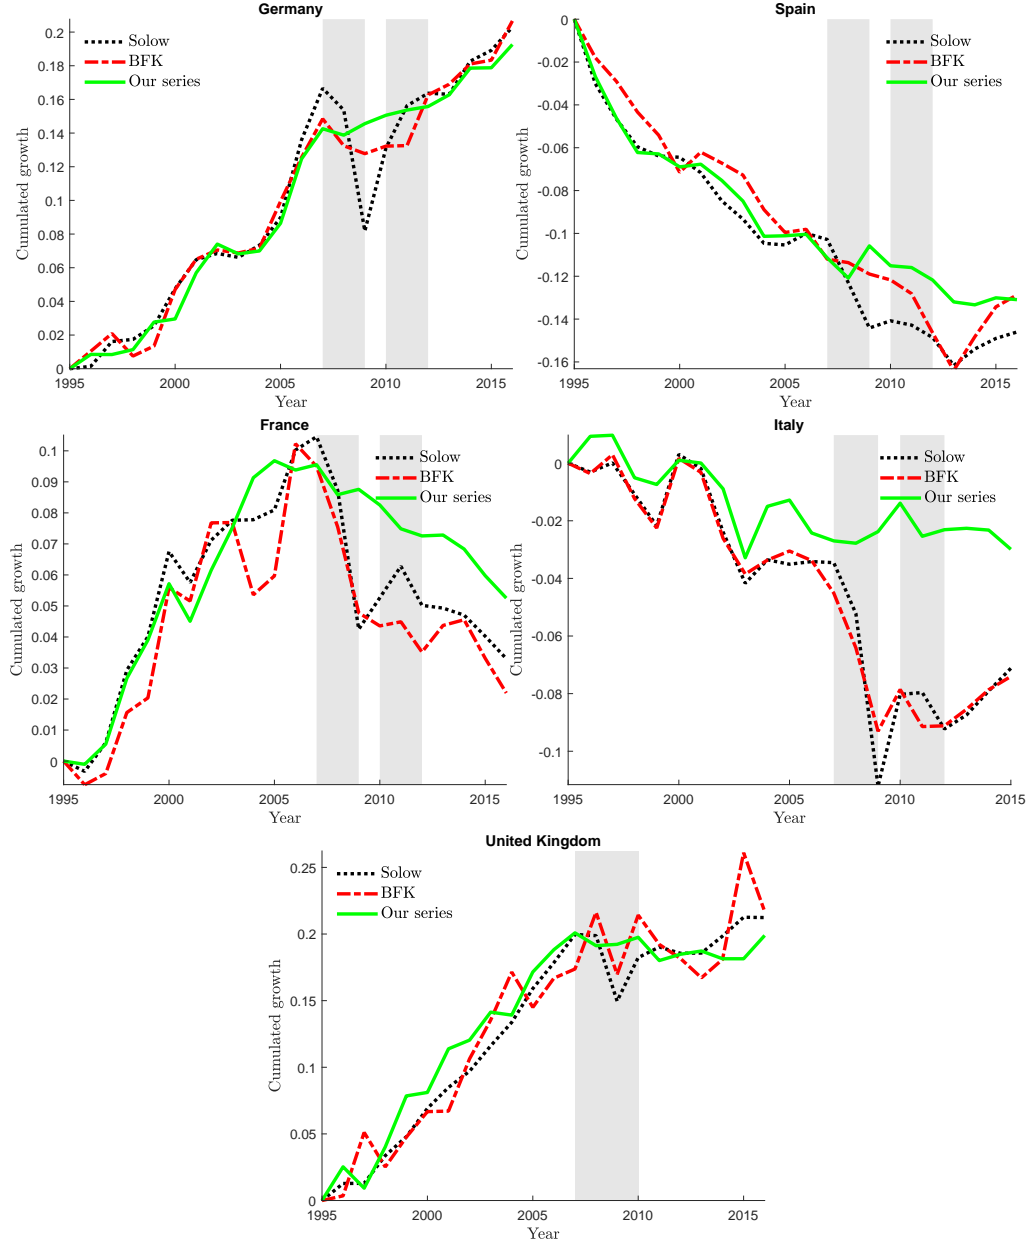 Germany
Solow
BFK
Our series
0.2
0.18
0.16
0.14
0.12
0.1
0.08
0.06
0.04
0.02
0
Cumulated growth
1995
2000
2005
2010
2015
Year
Spain
Solow
BFK
Our series
0
-0.02
-0.04
-0.06
-0.08
-0.1
-0.12
-0.14
-0.16
Cumulated growth
1995
2000
2005
2010
2015
Year
France
Solow
BFK
Our series
0.1
0.09
0.08
0.07
0.06
0.05
0.04
0.03
0.02
0.01
0
Cumulated growth
1995
2000
2005
2010
2015
Year
Italy
Solow
BFK
Our series
0
-0.02
-0.04
-0.06
-0.08
-0.1
Cumulated growth
1995
2000
2005
2010
2015
Year
United Kingdom
Solow
BFK
Our series
0.25
0.2
0.15
0.1
0.05
0
Cumulated growth
1995
2000
2005
2010
2015
Year